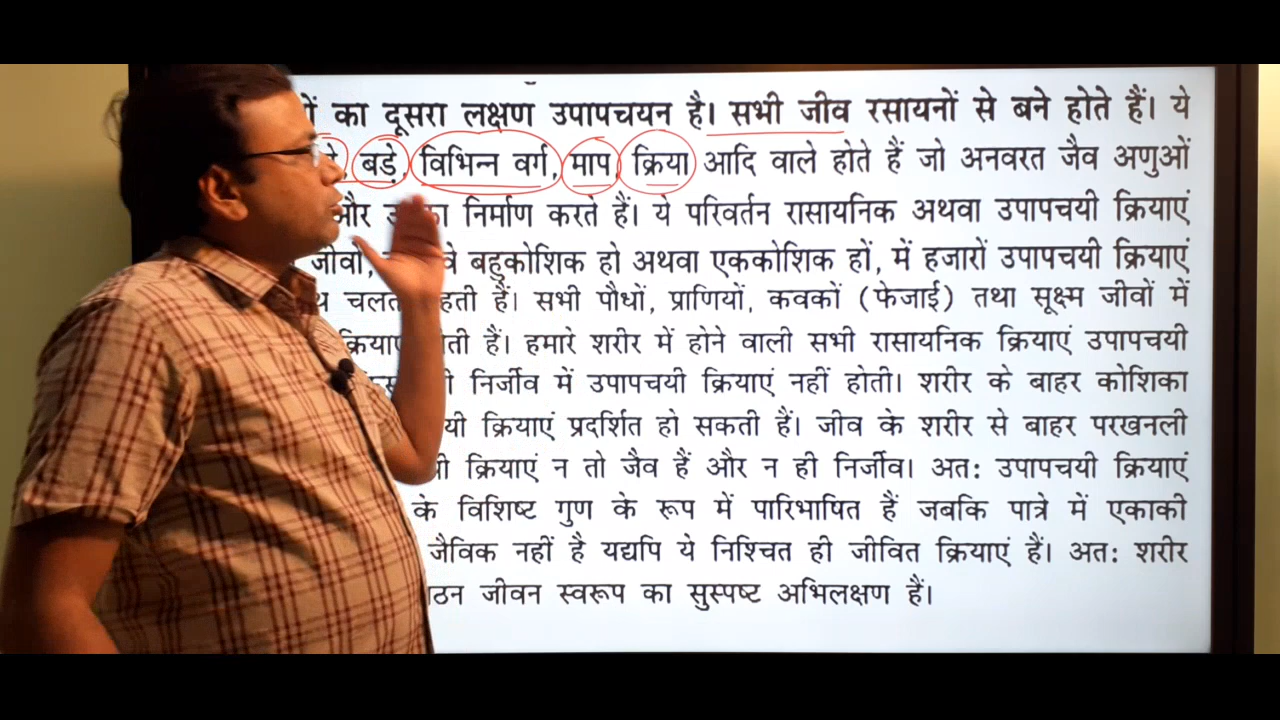 का दूसरा लक्षण उपापचयन है। सभी जीव रसायनों से बने होते हैं। ये
बड़े, विभिन्न वर्ग, माप, क्रिया आदि वाले होते हैं जो अनवरत जैव अणुओं
और निर्माण करते हैं। ये परिवर्तन रासायनिक अथवा उपापचयी क्रियाएं
जीवों, बहुकोशिक हो अथवा एककोशिक हों, में हजारों उपापचयी क्रियाएं
हैं। सभी पौधों, प्राणियों, कवकों (फेजाई) तथा सूक्ष्म जीवों में
हैं। हमारे शरीर में होने वाली सभी रासायनिक क्रियाएं उपापचयी
निर्जीव में उपापचयी क्रियाएं नहीं होती। शरीर के बाहर कोशिका
क्रियाएं प्रदर्शित हो सकती हैं। जीव के शरीर से बाहर परखनली
क्रियाएं न तो जैव हैं और न ही निर्जीव। अतः उपापचयी क्रियाएं
के विशिष्ट गुण के रूप में पारिभाषित हैं जबकि पात्रे में एकाकी
जैविक नहीं है यद्यपि ये निश्चित ही जीवित क्रियाएं हैं। अतः शरीर
जीवन स्वरूप का सुस्पष्ट अभिलक्षण हैं।